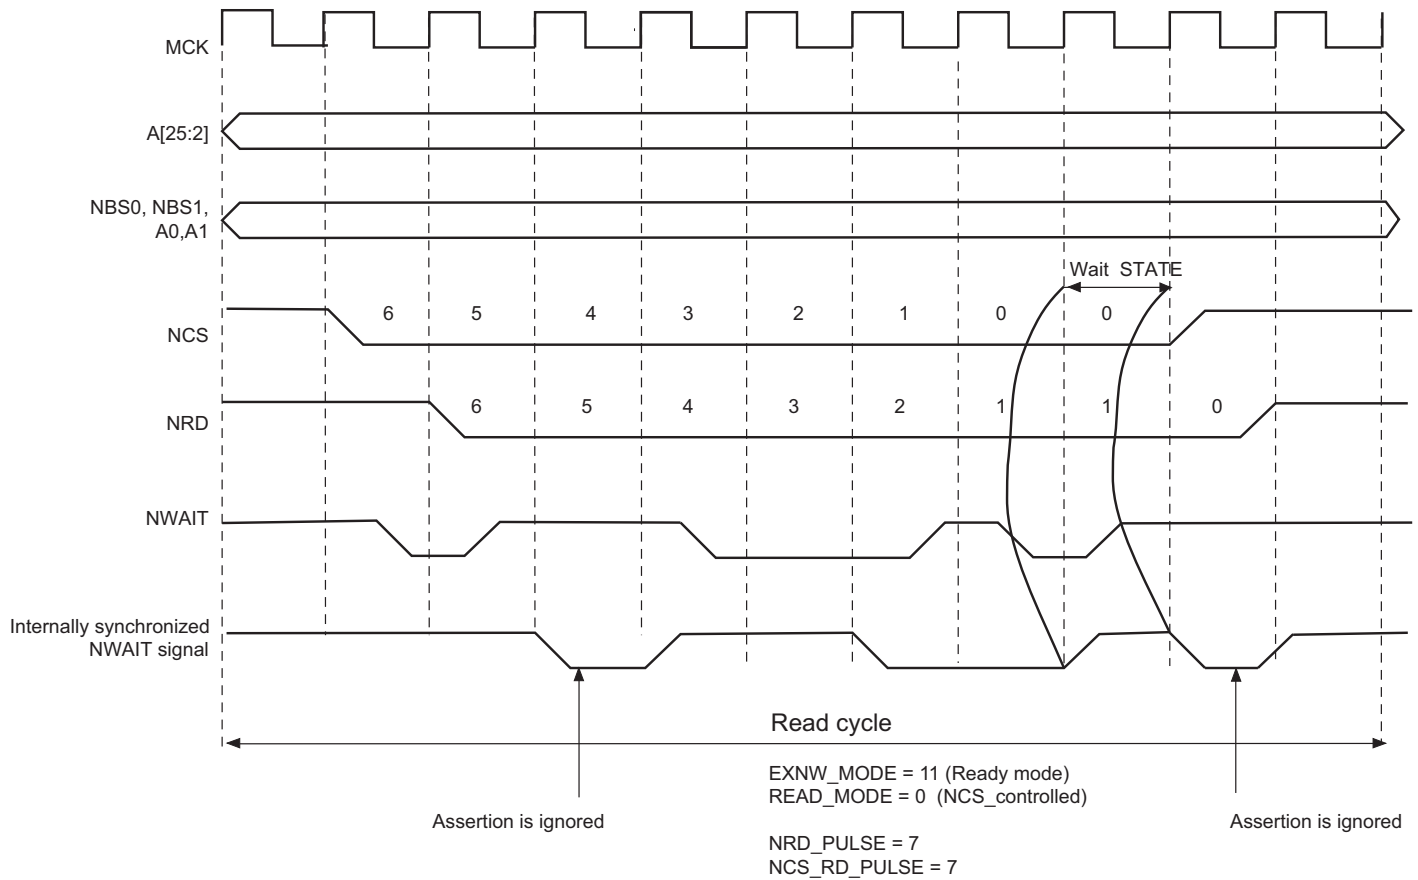 MCK
A[25:2]
NBS0, NBS1,
A0,A1
Wait STATE
NCS
6 5 4 3 2 1 0 0
NRD
6 5 4 3 2 1 1 0
NWAIT
Internally synchronized
NWAIT signal
Read cycle
EXNW_MODE = 11 (Ready mode)
READ_MODE = 0 (NCS_controlled)
Assertion is ignored
Assertion is ignored
NRD_PULSE = 7
NCS_RD_PULSE = 7